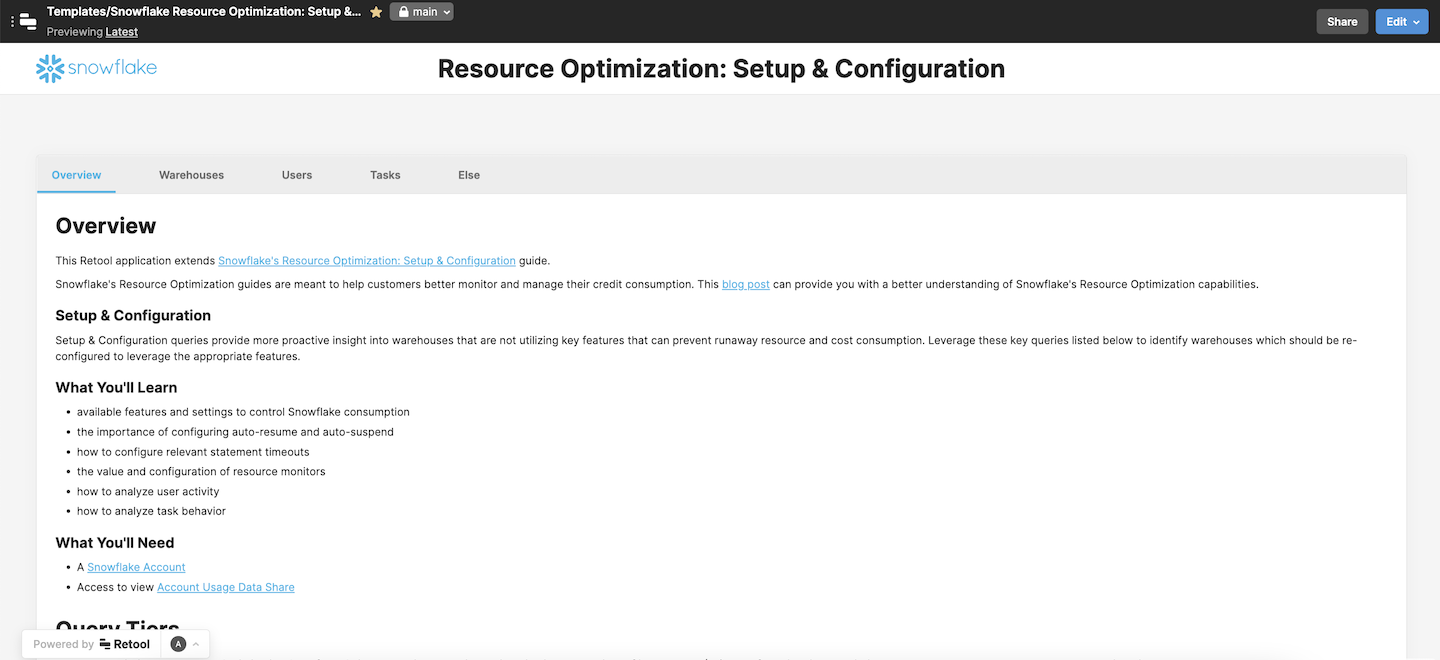 Templates/Snowflake Resource Optimization: Setup &...
main
Previewing Latest
Share
Edit
snowflake
Resource Optimization: Setup & Configuration
Overview
Warehouses
Users
Tasks
Else
Overview
This Retool application extends Snowflake's Resource Optimization: Setup & Configuration guide.
Snowflake's Resource Optimization guides are meant to help customers better monitor and manage their credit consumption. This blog post can provide you with a better understanding of Snowflake's Resource Optimization capabilities.
Setup & Configuration
Setup & Configuration queries provide more proactive insight into warehouses that are not utilizing key features that can prevent runaway resource and cost consumption. Leverage these key queries listed below to identify warehouses which should be re-
configured to leverage the appropriate features.
What You'll Learn
• available features and settings to control Snowflake consumption
• the importance of configuring auto-resume and auto-suspend
• how to configure relevant statement timeouts
• the value and configuration of resource monitors
• how to analyze user activity
• how to analyze task behavior
What You'll Need
• A Snowflake Account
• Access to view Account Usage Data Share
Query Tiers
Powered by Retool
A